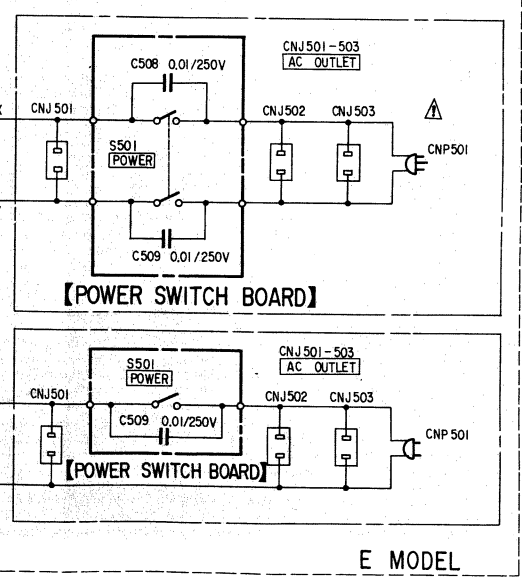 CNJ501-503
AC OUTLET
C508 0.01/250V
CNJ501
CNJ502
CNJ503
S501
POWER
CNP501
C509 0.01/250V
【POWER SWITCH BOARD】
S501
POWER
CNJ501-503
AC OUTLET
CNJ501
C509 0.01/250V
CNJ502
CNJ503
CNP501
【POWER SWITCH BOARD】
E MODEL